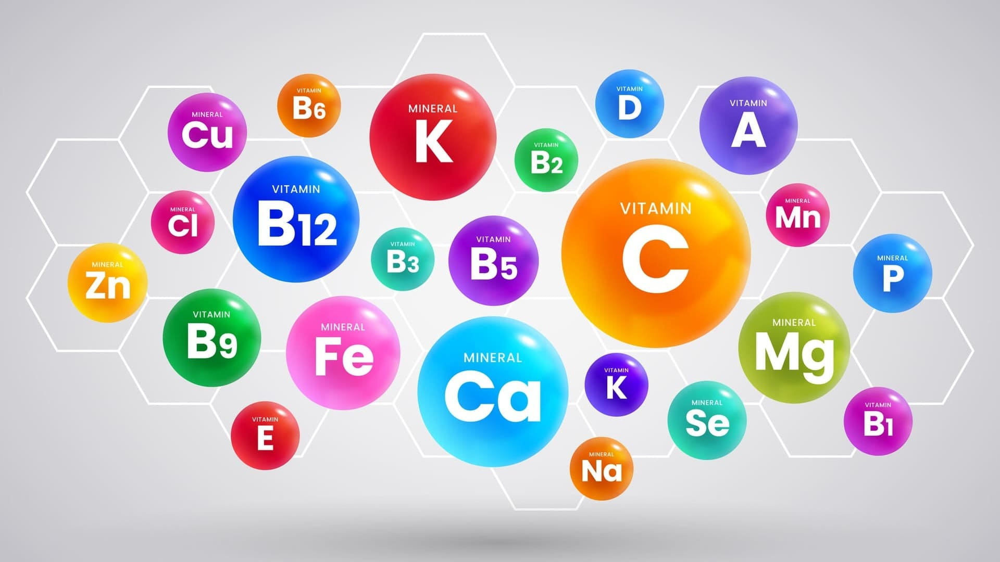 MINERAL
Cu
VITAMIN
B6
MINERAL
K
VITAMIN
B2
VITAMIN
D
VITAMIN
A
MINERAL
Cl
VITAMIN
B12
VITAMIN
B3
VITAMIN
B5
VITAMIN
C
MINERAL
Mn
MINERAL
P
MINERAL
Zn
VITAMIN
B9
MINERAL
Fe
MINERAL
Ca
VITAMIN
K
MINERAL
Mg
VITAMIN
E
MINERAL
Na
MINERAL
Se
VITAMIN
B1